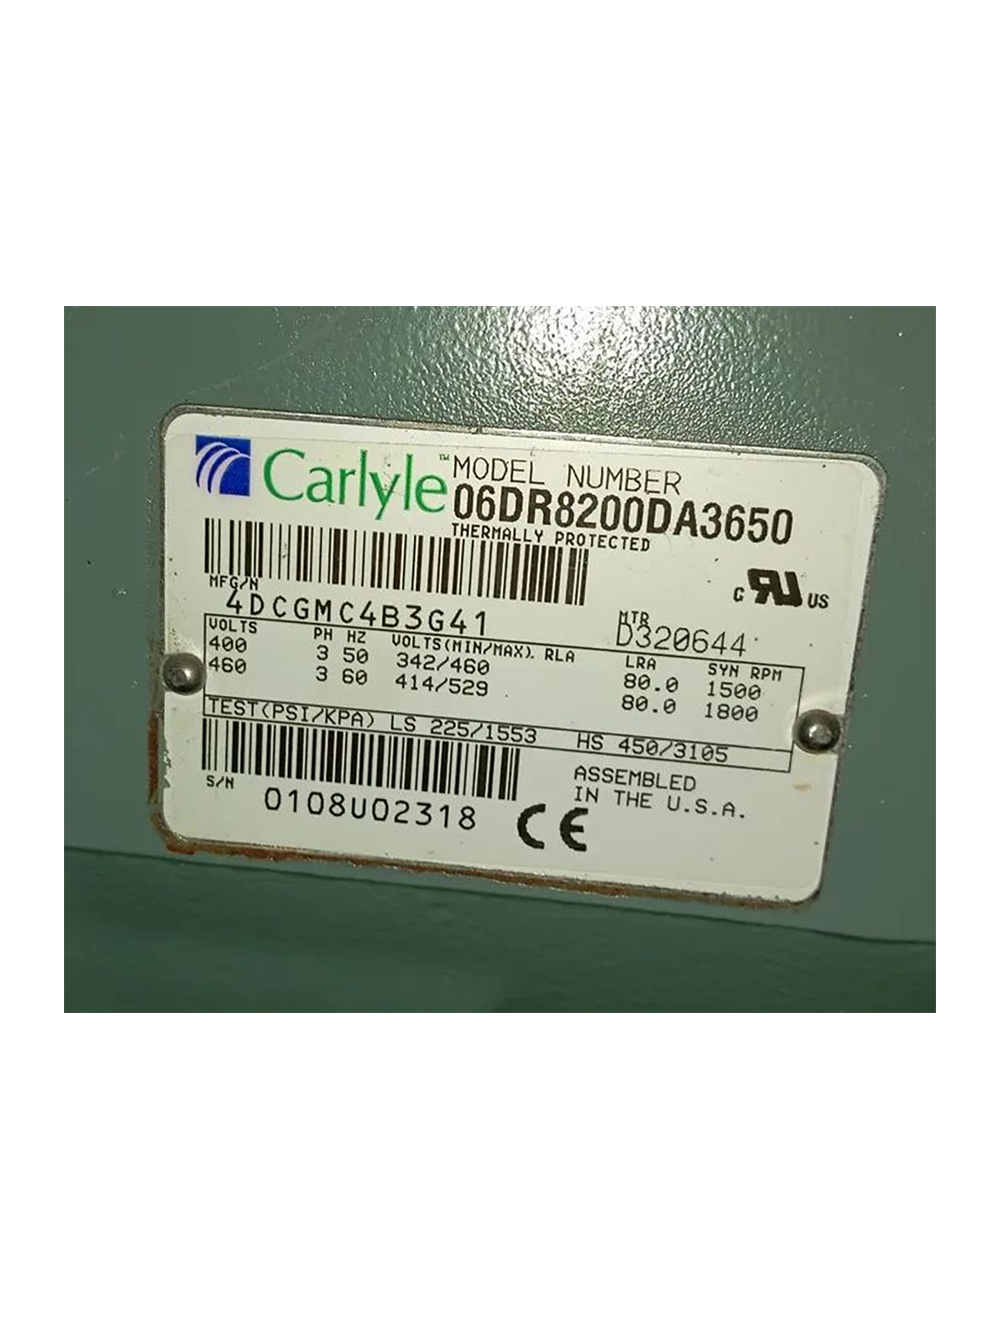 Carlyle™
MODEL NUMBER
06DR8200DA3650
THERMALLY PROTECTED
C RU US
MFG/N
4DCGMC4B3G41
MTR
D320644
VOLTS PH HZ VOLTS(MIN/MAX). RLA LRA SYN RPM
400 3 50 342/460 80.0 1500
460 3 60 414/529 80.0 1800
TEST(PSI/KPA) LS 225/1553 HS 450/3105
S/N
0108U02318
CE
ASSEMBLED
IN THE U.S.A.